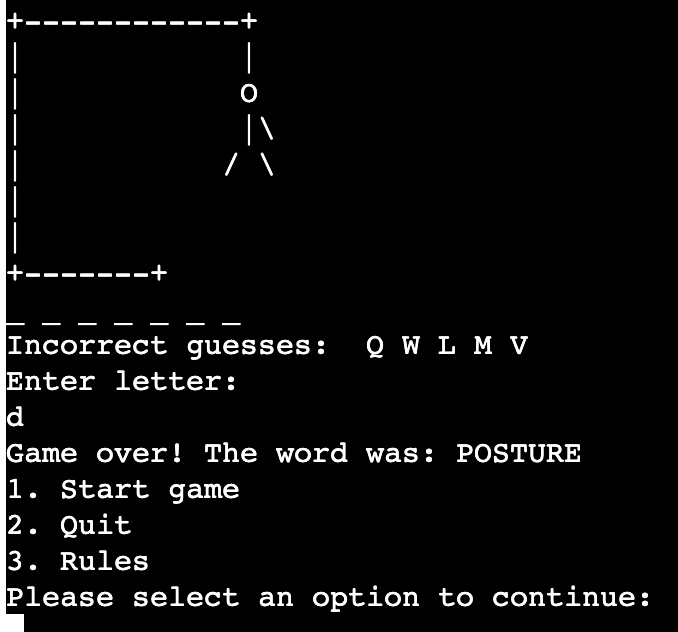 +------------+
|            |
|            O
|            |\
|           / \
|
|
+-------+
_ _ _ _ _ _ _
Incorrect guesses:  Q W L M V
Enter letter:
d
Game over! The word was: POSTURE
1. Start game
2. Quit
3. Rules
Please select an option to continue: